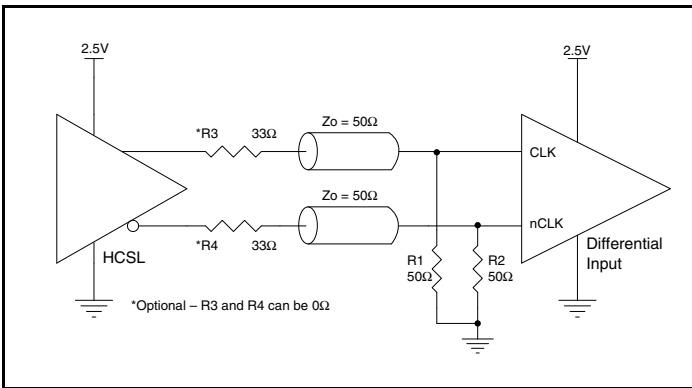 2.5V
2.5V
*R3 33Ω
Zo = 50Ω
CLK
Zo = 50Ω
nCLK
*R4 33Ω
HCSL
R1
50Ω
R2
50Ω
Differential
Input
*Optional – R3 and R4 can be 0Ω